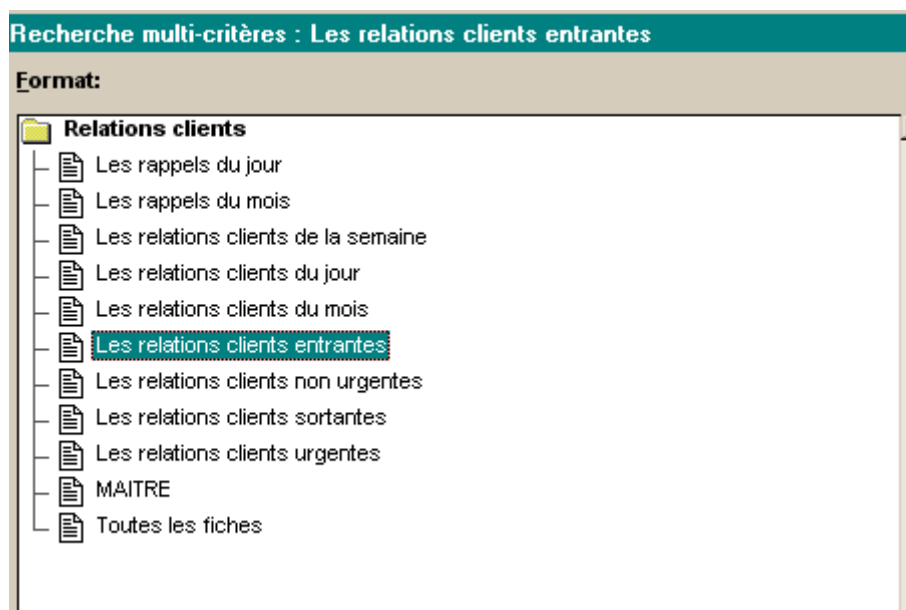 Recherche multi-critères : Les relations clients entrantes
Format:
Relations clients
Les rappels du jour
Les rappels du mois
Les relations clients de la semaine
Les relations clients du jour
Les relations clients du mois
Les relations clients entrantes
Les relations clients non urgentes
Les relations clients sortantes
Les relations clients urgentes
MAITRE
Toutes les fiches